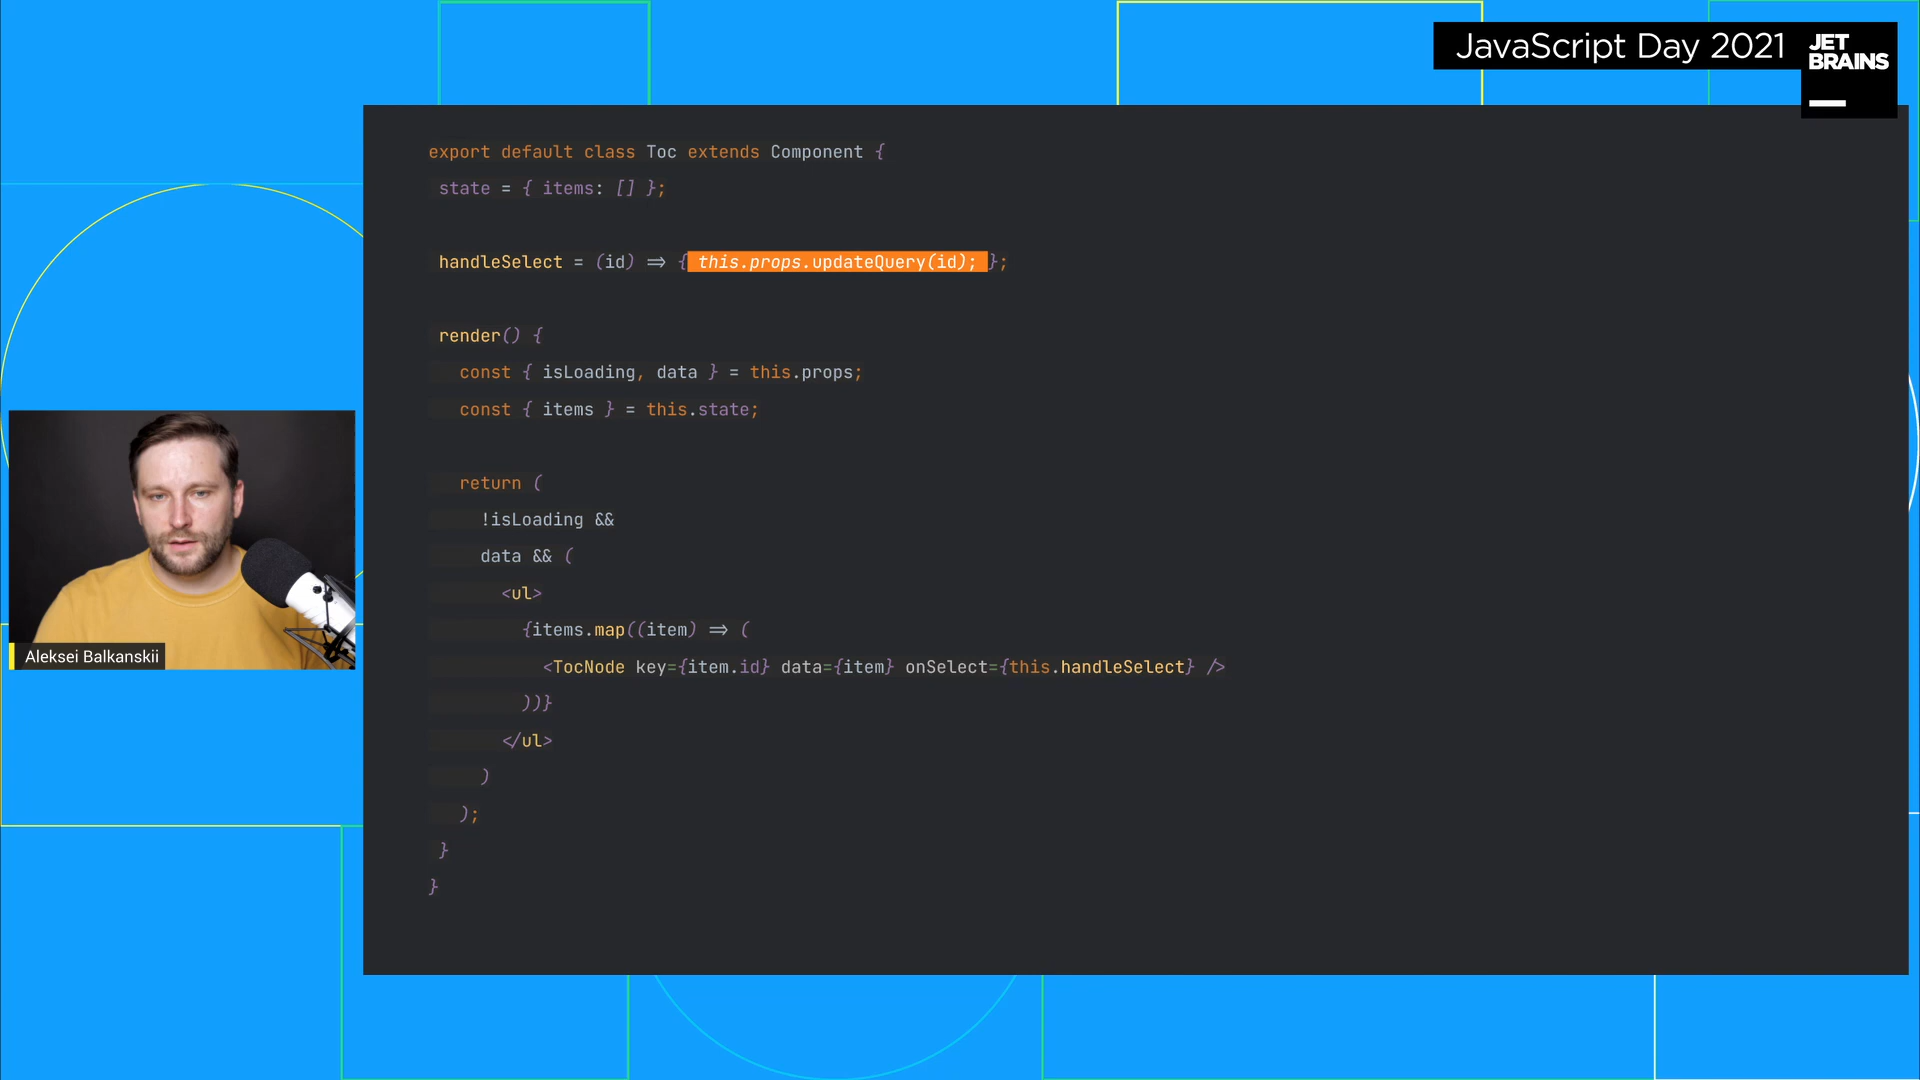 JavaScript Day 2021
JET
BRAINS
export default class Toc extends Component {
state = { items: [] };
handleSelect = (id) => { this.props.updateQuery(id); };
render() {
const { isLoading, data } = this.props;
const { items } = this.state;
return (
!isLoading &&
data && (
<ul>
{items.map((item) => (
<TocNode key={item.id} data={item} onSelect={this.handleSelect} />
))}
</ul>
)
);
}
}
Aleksei Balkanskii